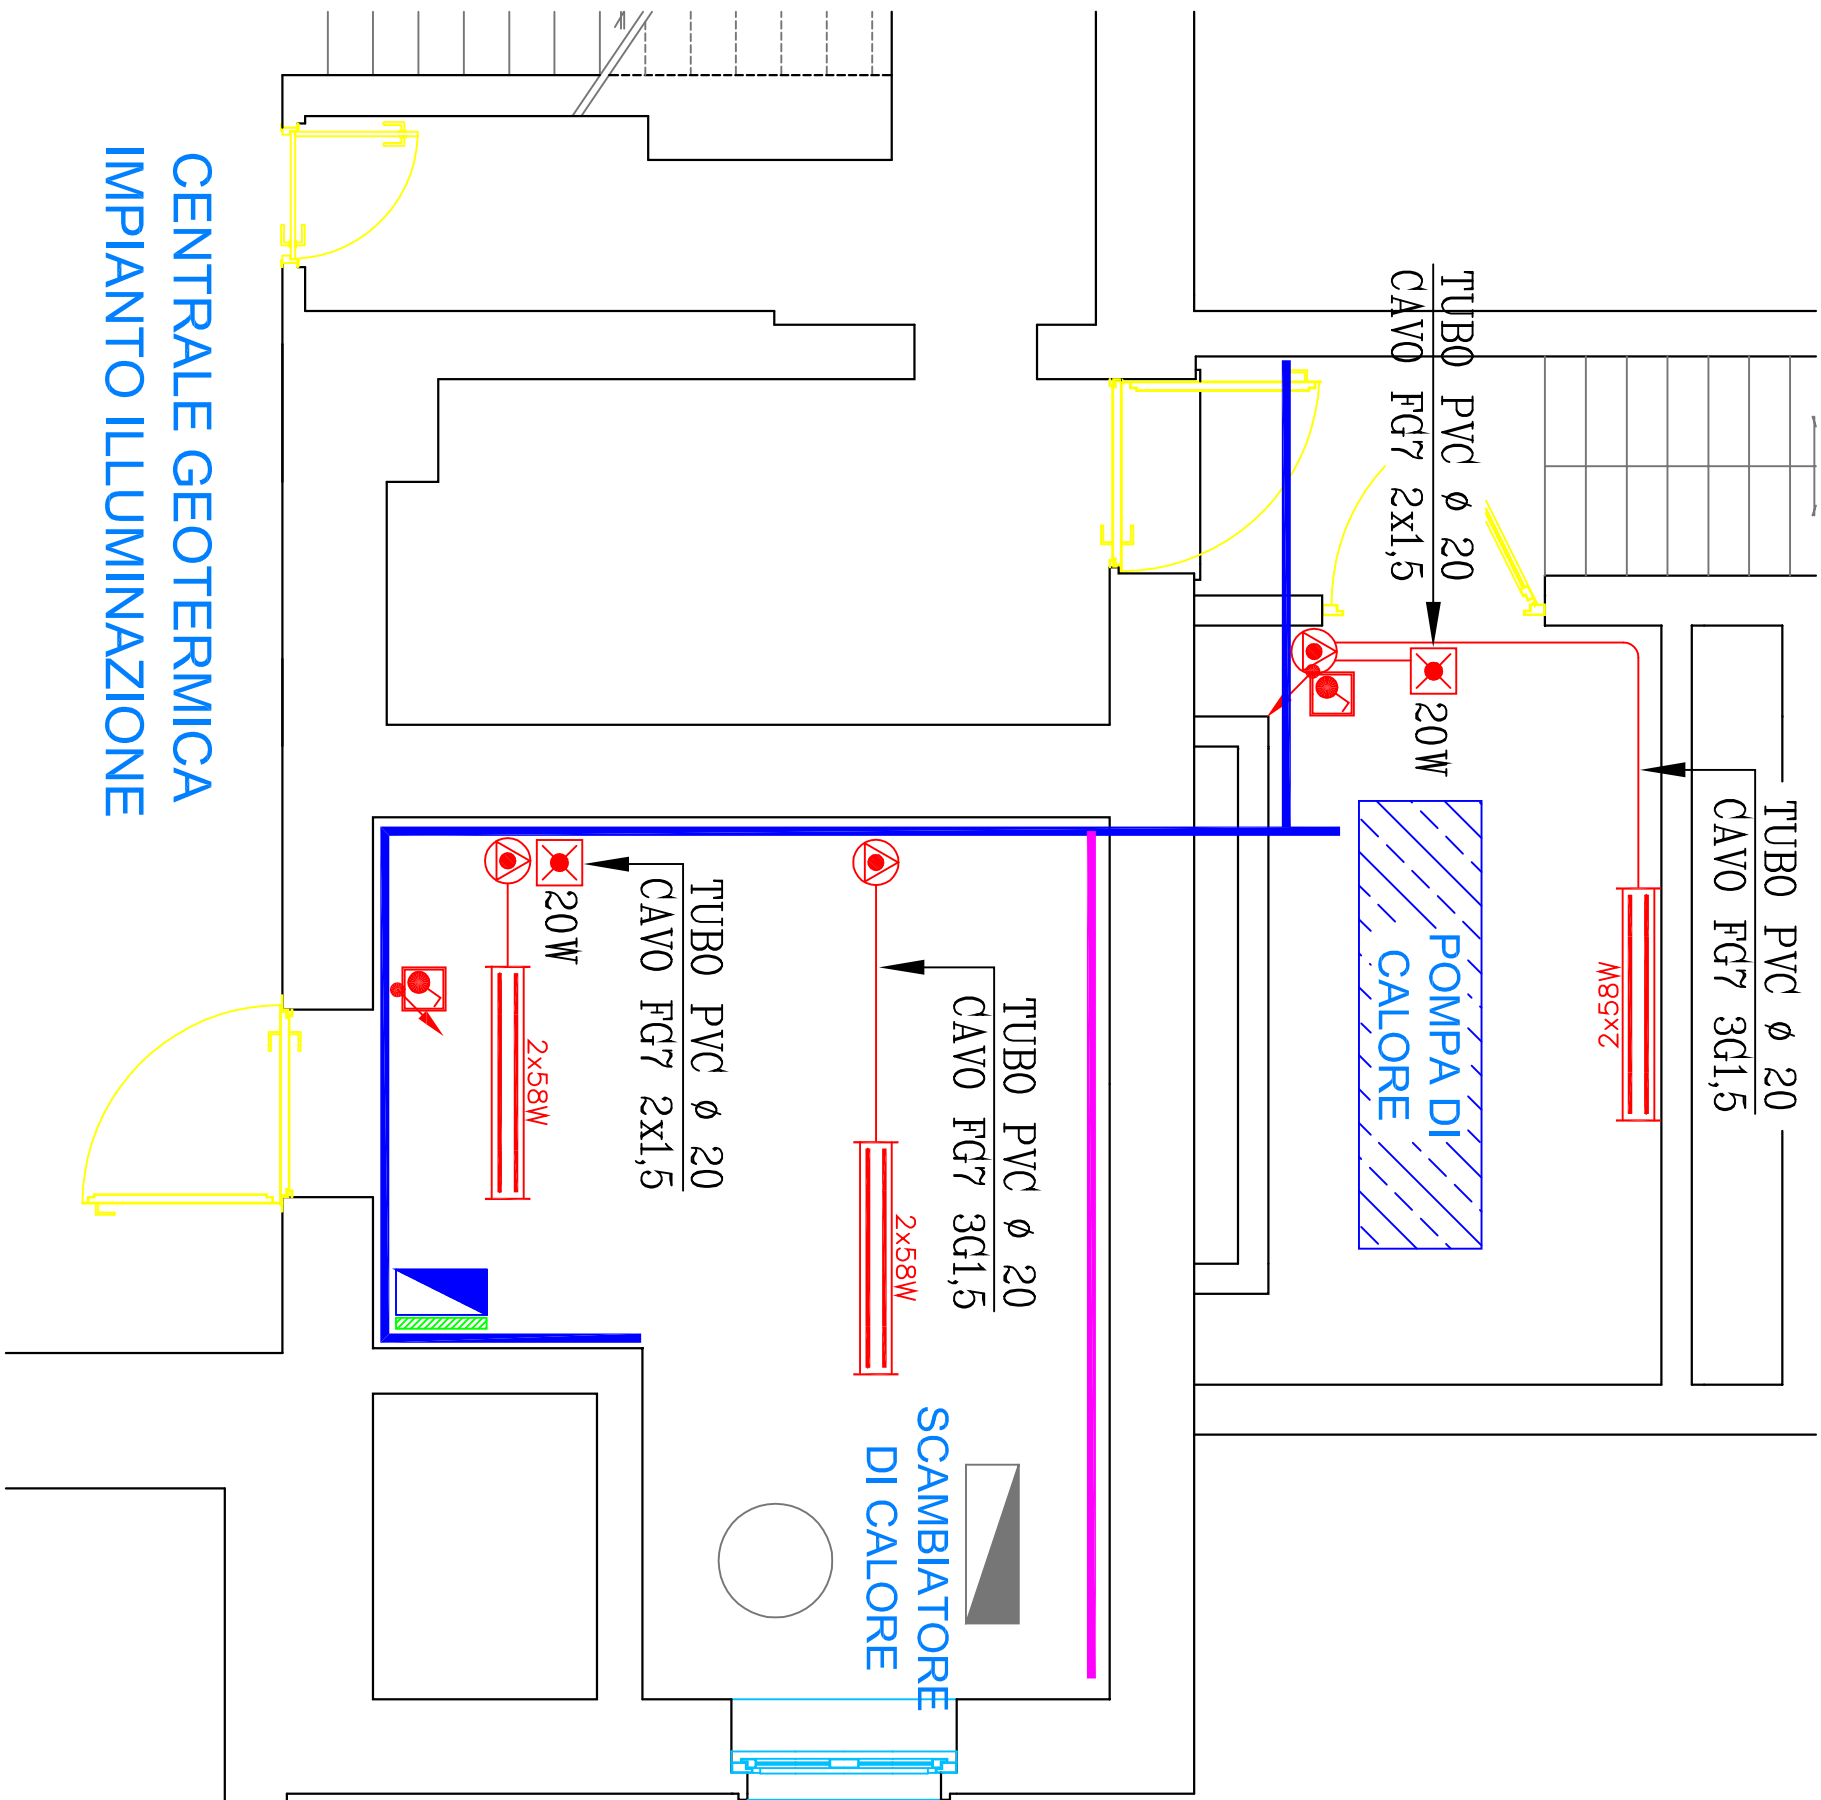 CENTRALE GEOTERMICA
IMPIANTO ILLUMINAZIONE
TUBO PVC ø 20
CAVO FG7 2x1,5
20W
TUBO PVC ø 20
CAVO FG7 3G1,5
2x58W
POMPA DI
CALORE
TUBO PVC ø 20
CAVO FG7 3G1,5
2x58W
TUBO PVC ø 20
CAVO FG7 2x1,5
20W
2x58W
SCAMBIATORE
DI CALORE